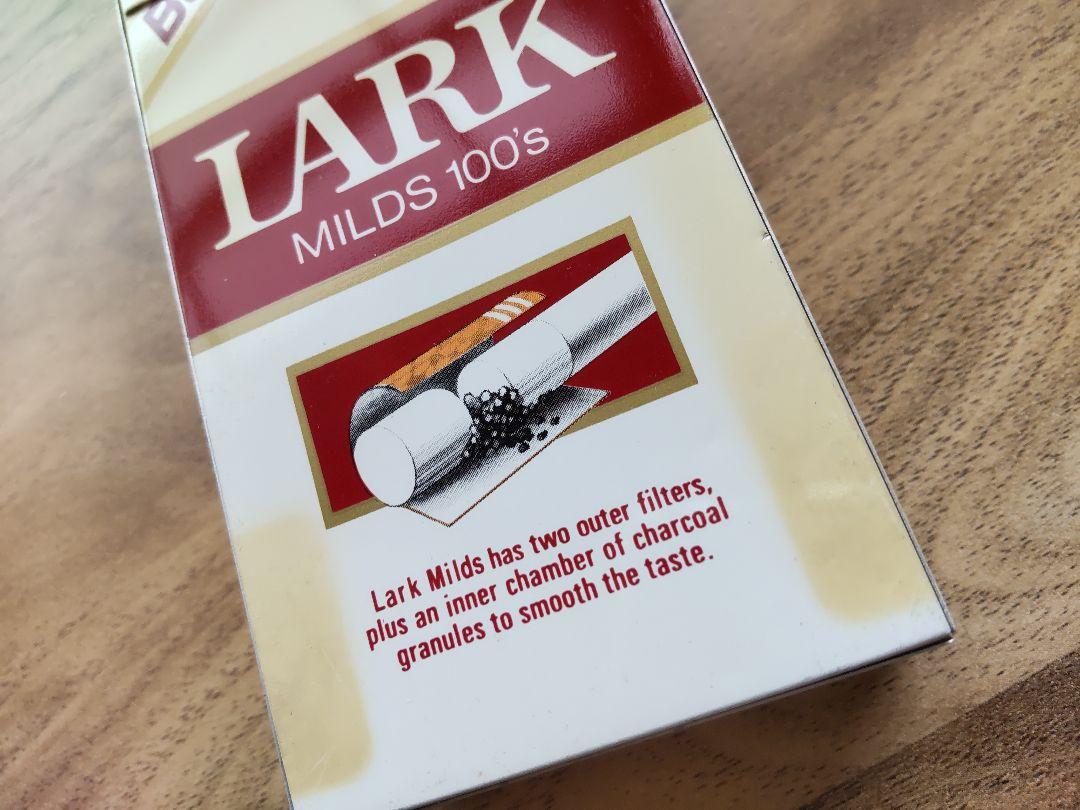 LARK
MILDS 100's
Lark Milds has two outer filters,
plus an inner chamber of charcoal
granules to smooth the taste.